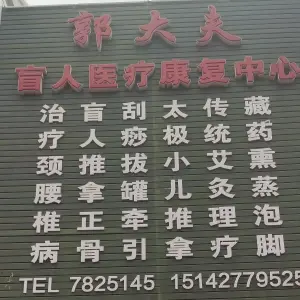 郭大夫
盲人医疗康复中心
治疗颈腰椎病
盲人推拿正骨
刮痧拔罐牵引
太极小儿推拿
传统艾灸理疗
藏药熏蒸泡脚
TEL 7825145 15142779525